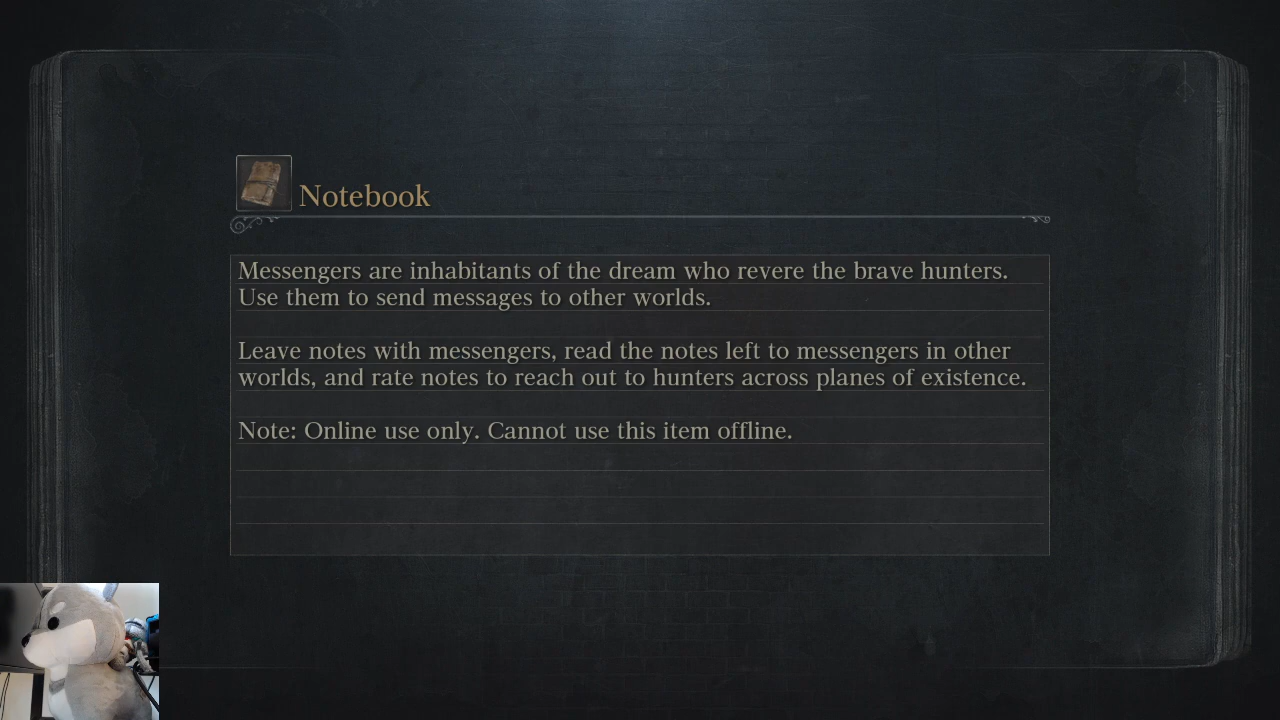 Notebook
Messengers are inhabitants of the dream who revere the brave hunters.
Use them to send messages to other worlds.
Leave notes with messengers, read the notes left to messengers in other
worlds, and rate notes to reach out to hunters across planes of existence.
Note: Online use only. Cannot use this item offline.